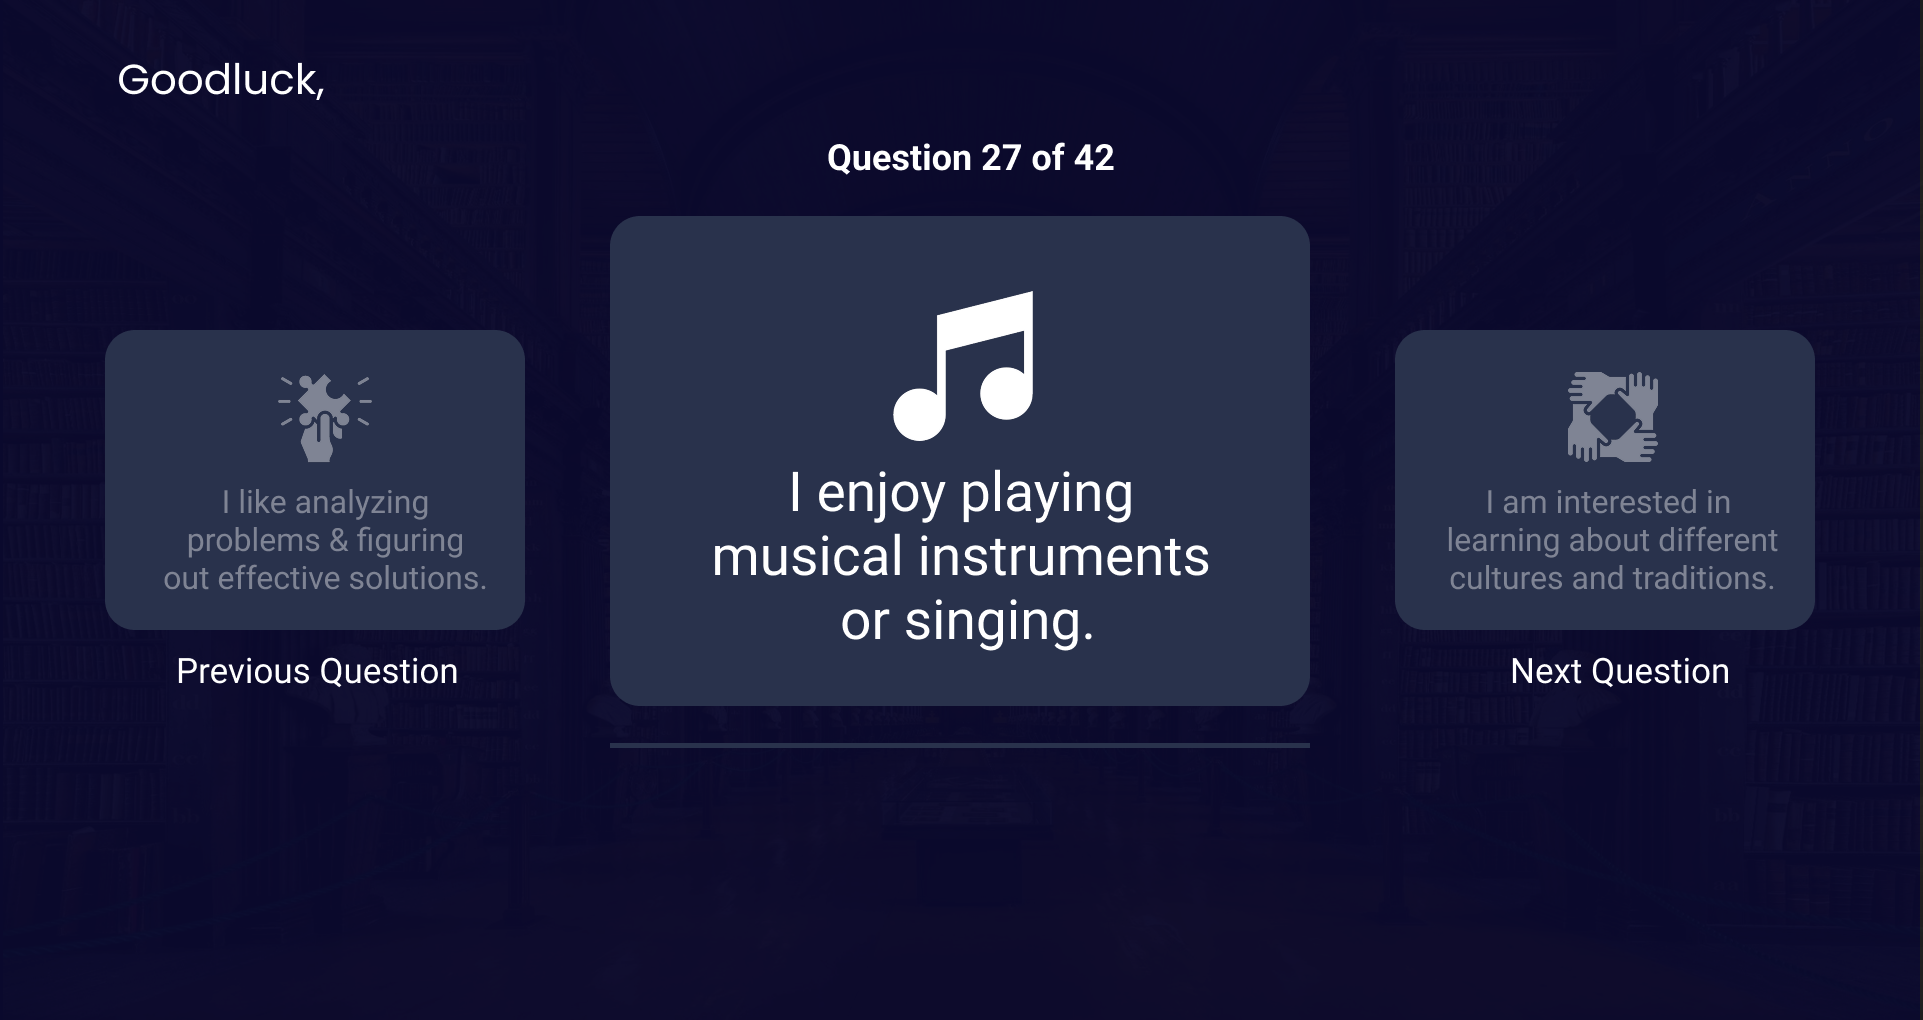 Goodluck,
Question 27 of 42
I like analyzing
problems & figuring
out effective solutions.
Previous Question
I enjoy playing
musical instruments
or singing.
I am interested in
learning about different
cultures and traditions.
Next Question